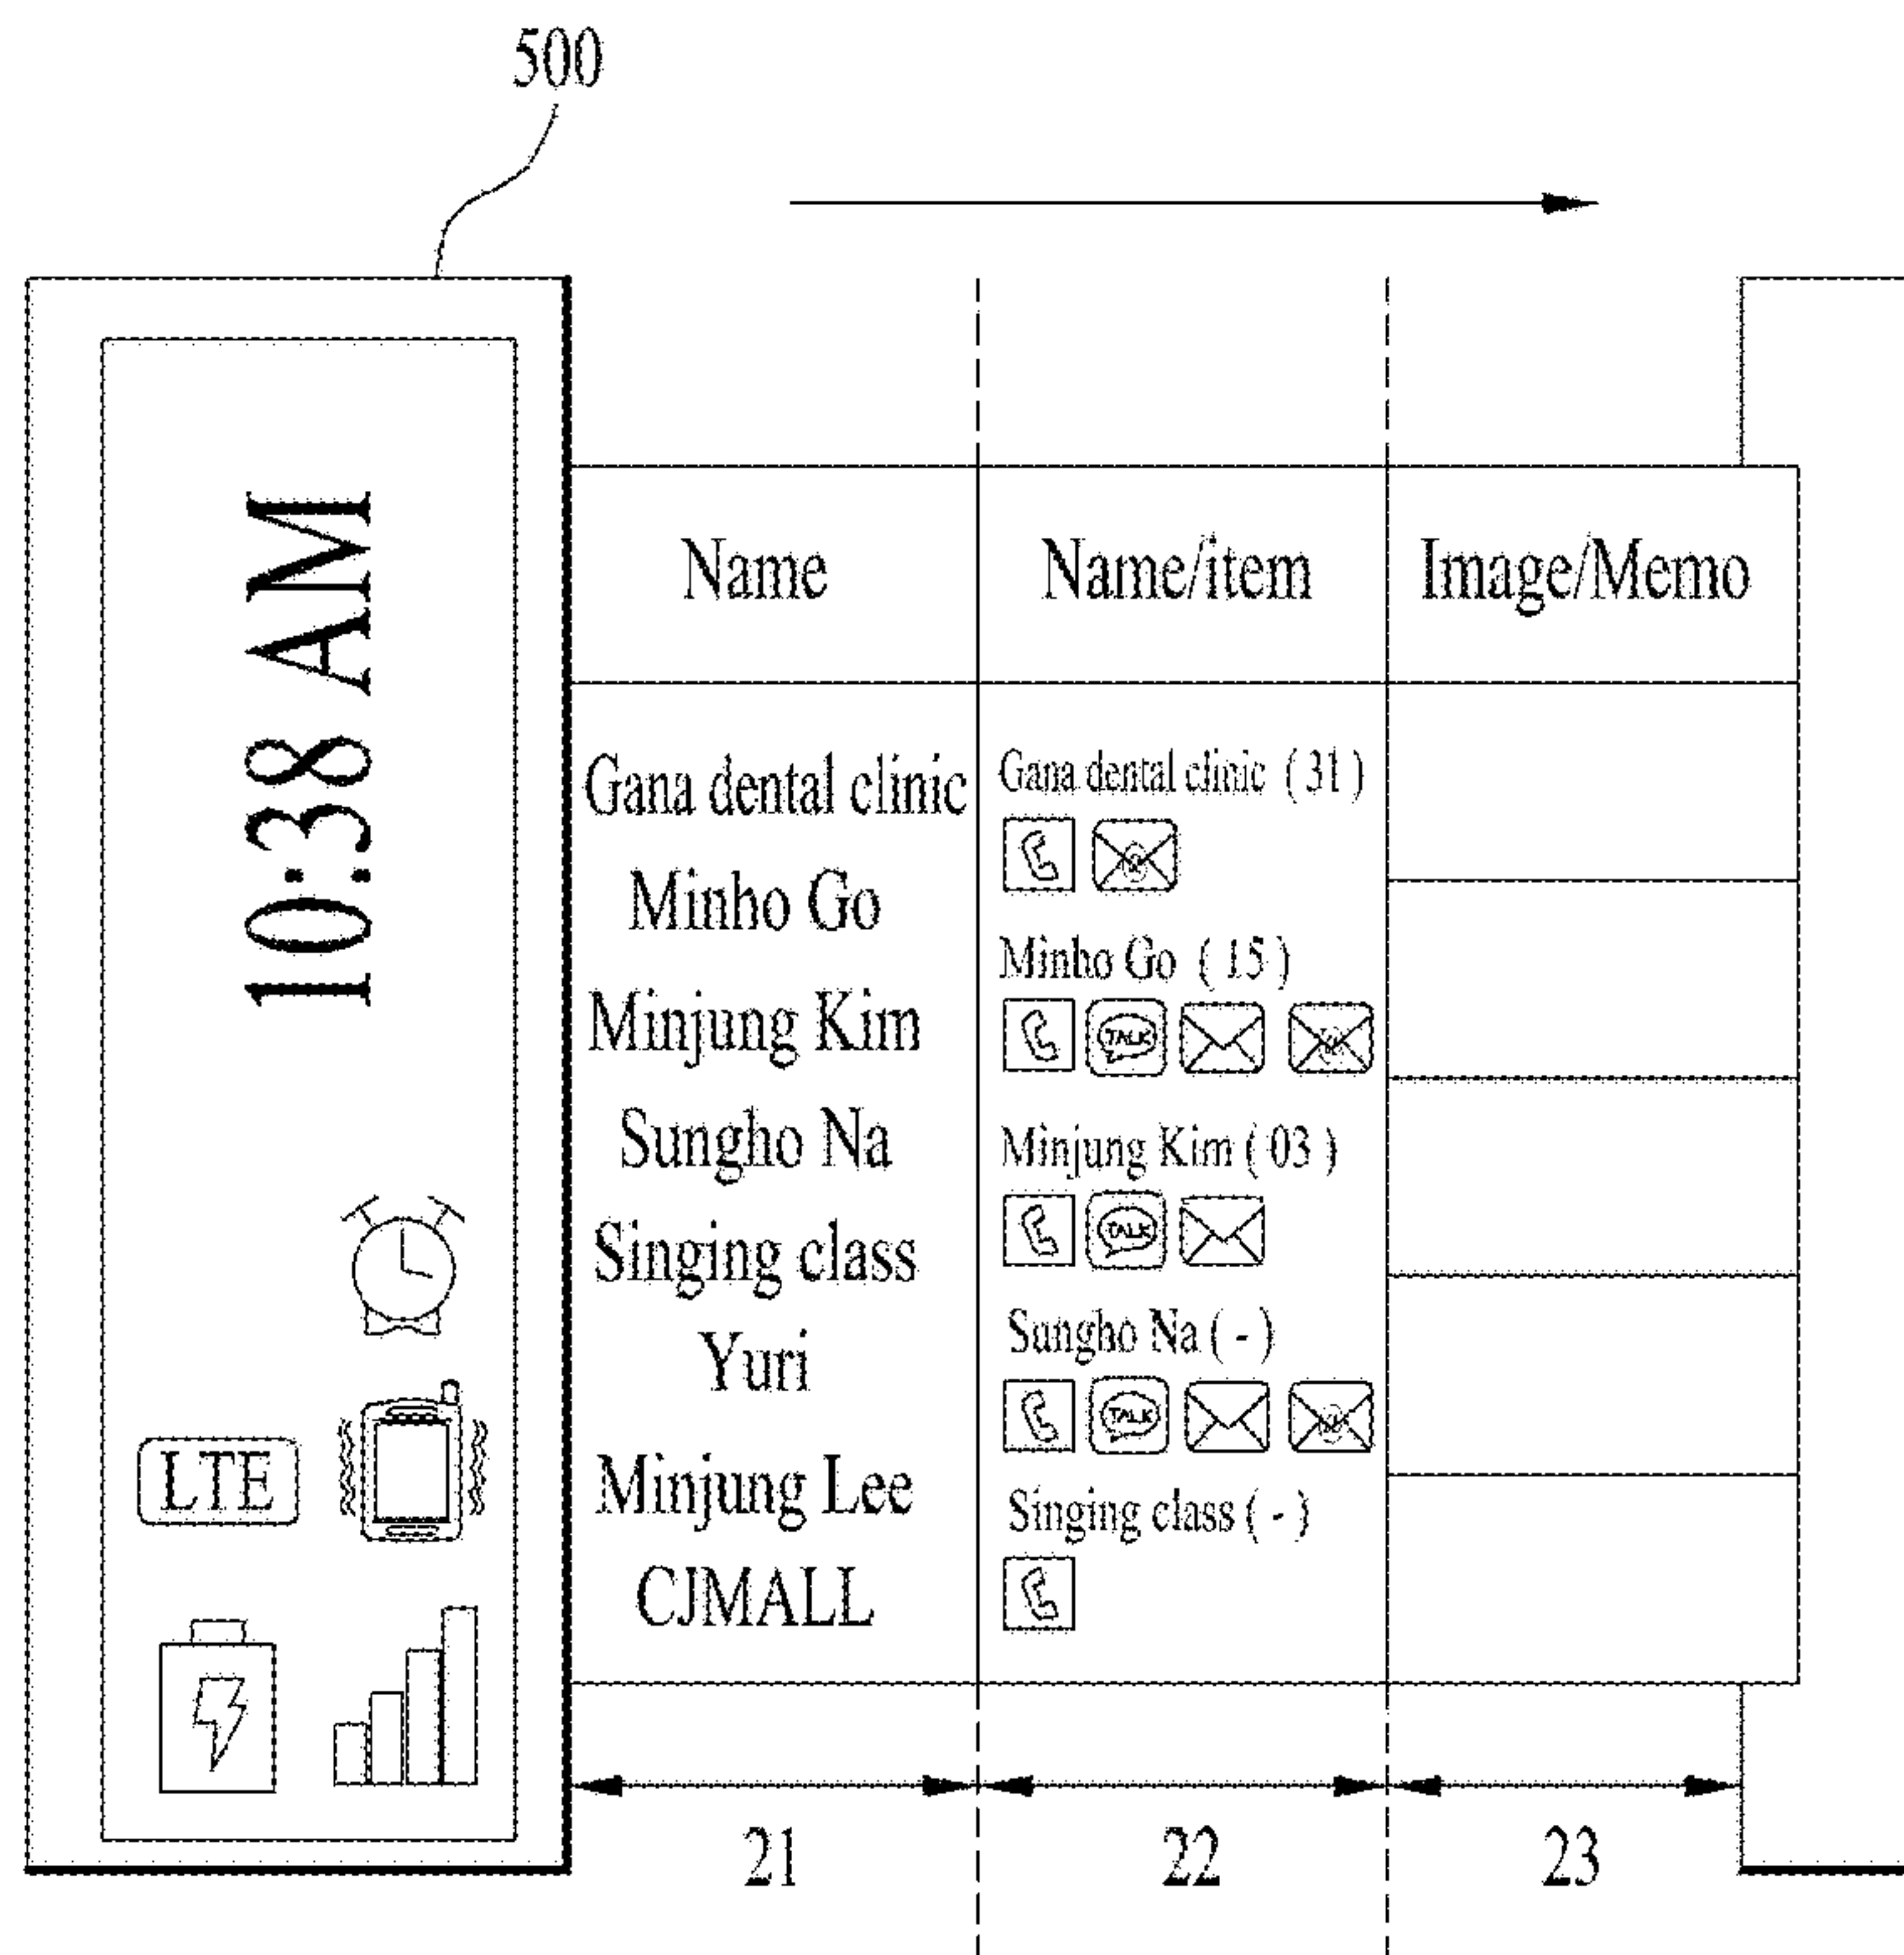 500
10:38 AM
LTE
Name
Gana dental clinic
Minho Go
Minjung Kim
Sungho Na
Singing class
Yuri
Minjung Lee
CJMALL
Name/item
Gana dental clinic ( 31 )
Minho Go ( 15 )
TALK
Minjung Kim ( 03 )
TALK
Sungho Na ( - )
TALK
Singing class ( - )
Image/Memo
21
22
23